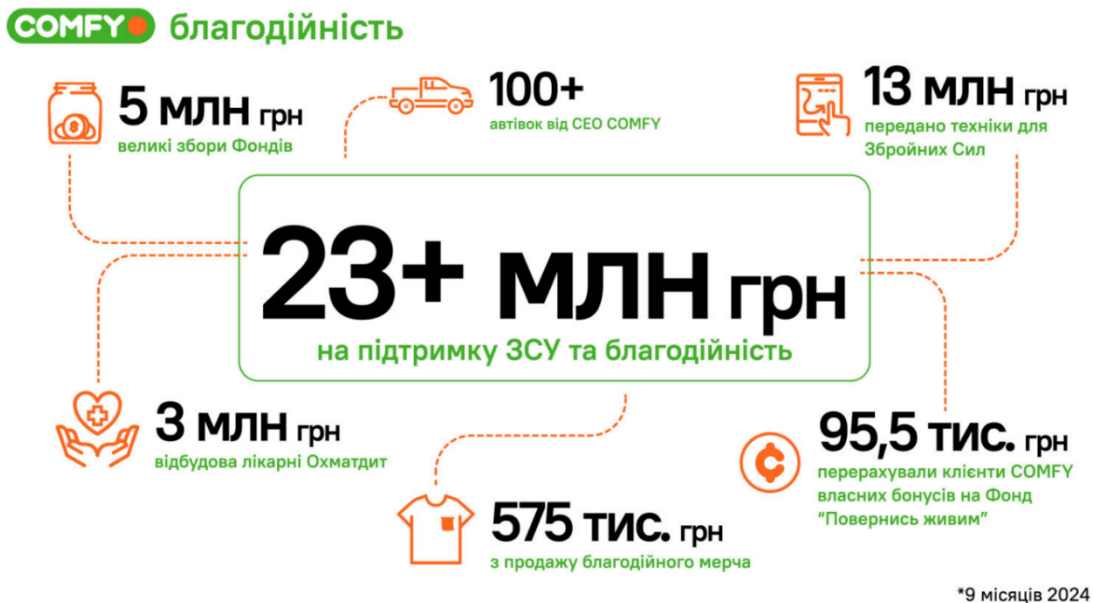 COMFY благодійність
5 млн грн
великі збори Фондів
100+
автівок від CEO COMFY
13 млн грн
передано техніки для
Збройних Сил
23+ млн грн
на підтримку ЗСУ та благодійність
3 млн грн
відбудова лікарні Охматдит
575 тис. грн
з продажу благодійного мерча
95,5 тис. грн
перерахували клієнти COMFY
власних бонусів на Фонд
“Повернись живим”
*9 місяців 2024